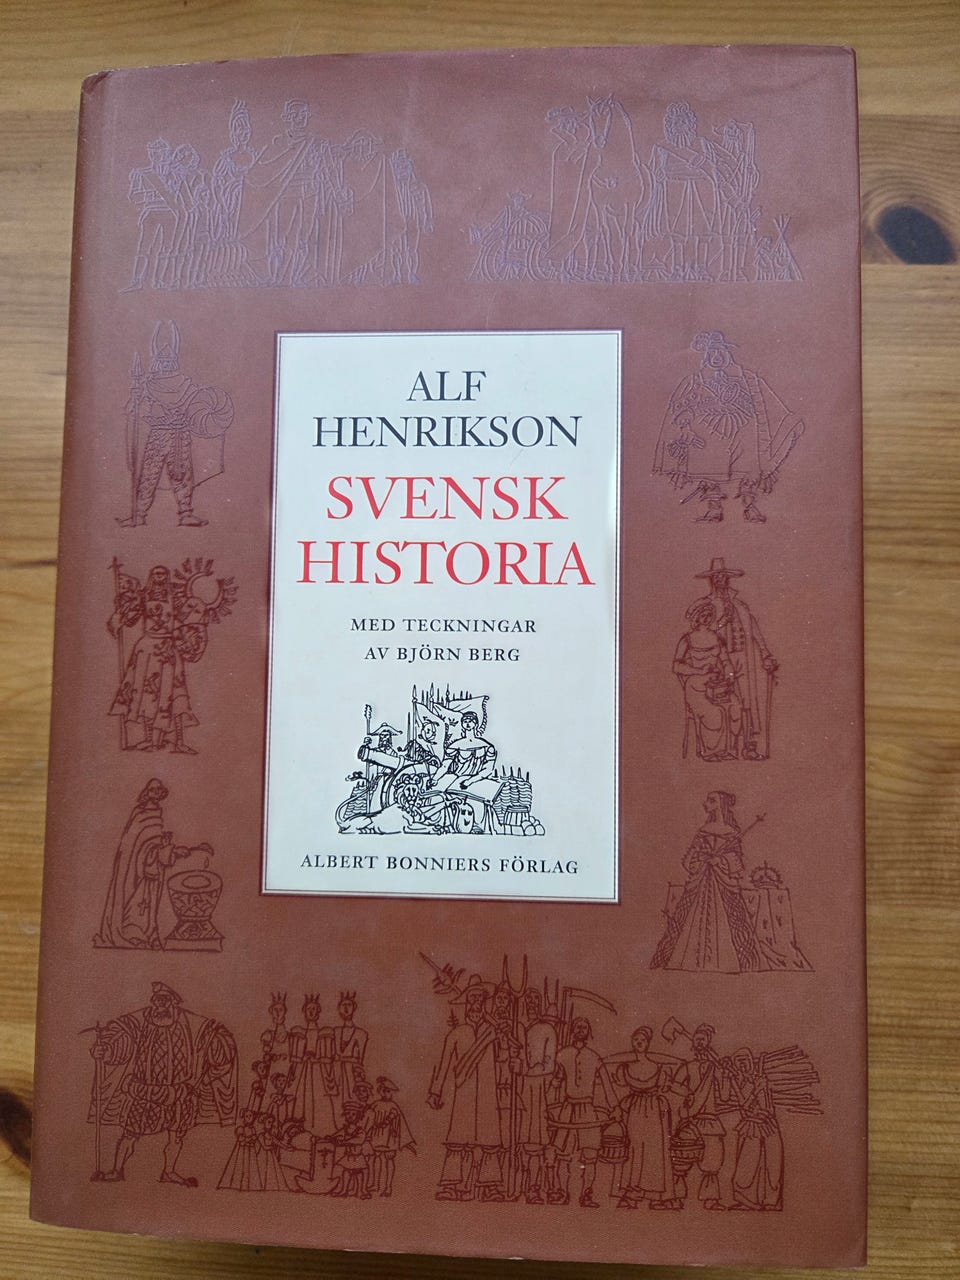 ALF
HENRIKSON
SVENSK
HISTORIA
MED TECKNINGAR
AV BJÖRN BERG
ALBERT BONNIERS FÖRLAG